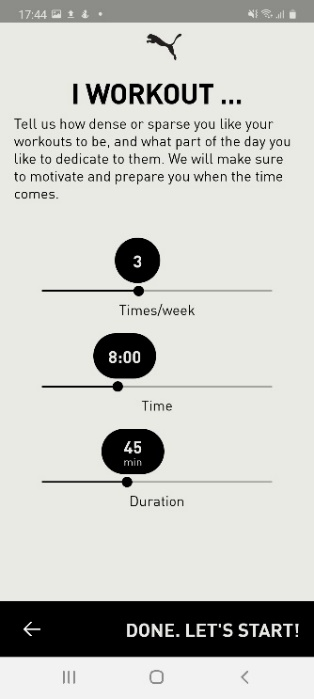 17:44
I WORKOUT ...
Tell us how dense or sparse you like your
workouts to be, and what part of the day you
like to dedicate to them. We will make sure
to motivate and prepare you when the time
comes.
3
Times/week
8:00
Time
45
min
Duration
DONE. LET'S START!